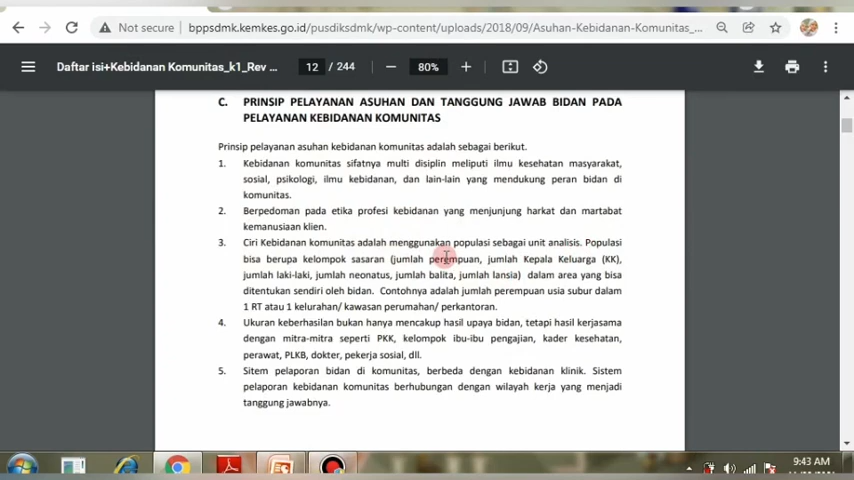 Not secure
bppsdmk.kemkes.go.id/pusdiksdmk/wp-content/uploads/2018/09/Asuhan-Kebidanan-Komunitas_...
Daftar isi+Kebidanan Komunitas_k1_Rev ...
12 / 244
80%
C. PRINSIP PELAYANAN ASUHAN DAN TANGGUNG JAWAB BIDAN PADA
PELAYANAN KEBIDANAN KOMUNITAS
Prinsip pelayanan asuhan kebidanan komunitas adalah sebagai berikut.
1. Kebidanan komunitas sifatnya multi disiplin meliputi ilmu kesehatan masyarakat,
sosial, psikologi, ilmu kebidanan, dan lain-lain yang mendukung peran bidan di
komunitas.
2. Berpedoman pada etika profesi kebidanan yang menjunjung harkat dan martabat
kemanusiaan klien.
3. Ciri Kebidanan komunitas adalah menggunakan populasi sebagai unit analisis. Populasi
bisa berupa kelompok sasaran (jumlah perempuan, jumlah Kepala Keluarga (KK),
jumlah laki-laki, jumlah neonatus, jumlah balita, jumlah lansia) dalam area yang bisa
ditentukan sendiri oleh bidan. Contohnya adalah jumlah perempuan usia subur dalam
1 RT atau 1 kelurahan/ kawasan perumahan/ perkantoran.
4. Ukuran keberhasilan bukan hanya mencakup hasil upaya bidan, tetapi hasil kerjasama
dengan mitra-mitra seperti PKK, kelompok ibu-ibu pengajian, kader kesehatan,
perawat, PLKB, dokter, pekerja sosial, dll.
5. Sitem pelaporan bidan di komunitas, berbeda dengan kebidanan klinik. Sistem
pelaporan kebidanan komunitas berhubungan dengan wilayah kerja yang menjadi
tanggung jawabnya.
9:43 AM